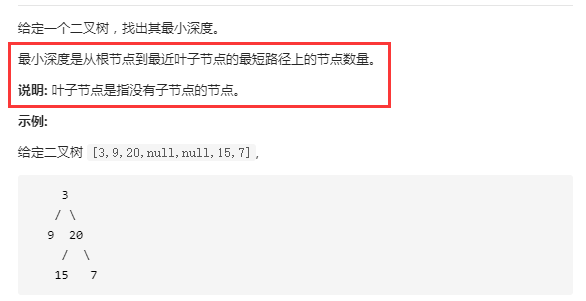 给定一个二叉树，找出其最小深度。
最小深度是从根节点到最近叶子节点的最短路径上的节点数量。
说明: 叶子节点是指没有子节点的节点。
示例:
给定二叉树 [3,9,20,null,null,15,7],
3
/ \
9  20
/  \
15   7